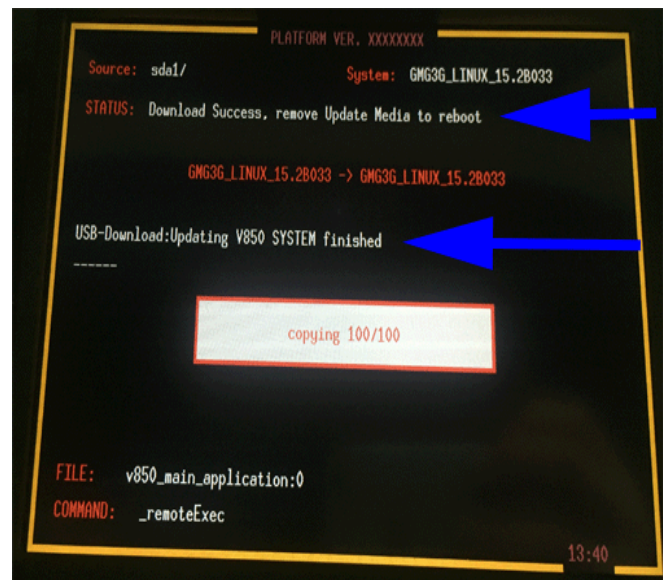 PLATFORM VER. XXXXXXXX
Source: sda1/ System: GMG3G_LINUX_15.2B033
STATUS: Download Success, remove Update Media to reboot
GMG3G_LINUX_15.2B033 -> GMG3G_LINUX_15.2B033
USB-Download:Updating V850 SYSTEM finished
------
copying 100/100
FILE: v850_main_application:0
COMMAND: _remoteExec
13:40